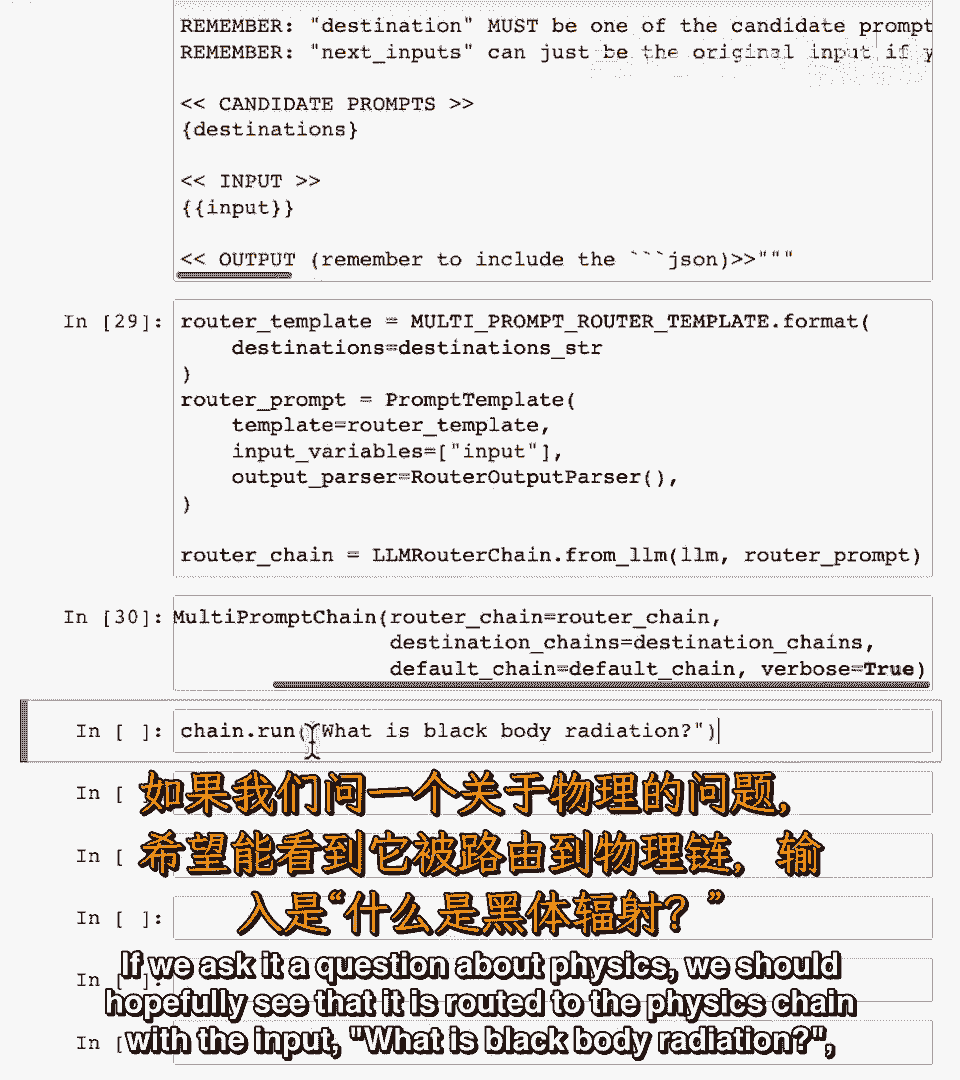 REMEMBER: "destination" MUST be one of the candidate prompt
REMEMBER: "next_inputs" can just be the original input if y
<< CANDIDATE PROMPTS >>
{destinations}
<< INPUT >>
{{input}}
<< OUTPUT (remember to include the ```json)>>"""
In [29]: router_template = MULTI_PROMPT_ROUTER_TEMPLATE.format(
    destinations=destinations_str
)
router_prompt = PromptTemplate(
    template=router_template,
    input_variables=["input"],
    output_parser=RouterOutputParser(),
)
router_chain = LLMRouterChain.from_llm(llm, router_prompt)
In [30]: MultiPromptChain(router_chain=router_chain,
                 destination_chains=destination_chains,
                 default_chain=default_chain, verbose=True)
In [ ]: chain.run("What is black body radiation?")
In [
如果我们问一个关于物理的问题,
In [
希望能看到它被路由到物理链, 输
In [ ]:
入是“什么是黑体辐射? ”
In [ ]:
If we ask it a question about physics, we should
hopefully see that it is routed to the physics chain
In [
with the input, "What is black body radiation?",